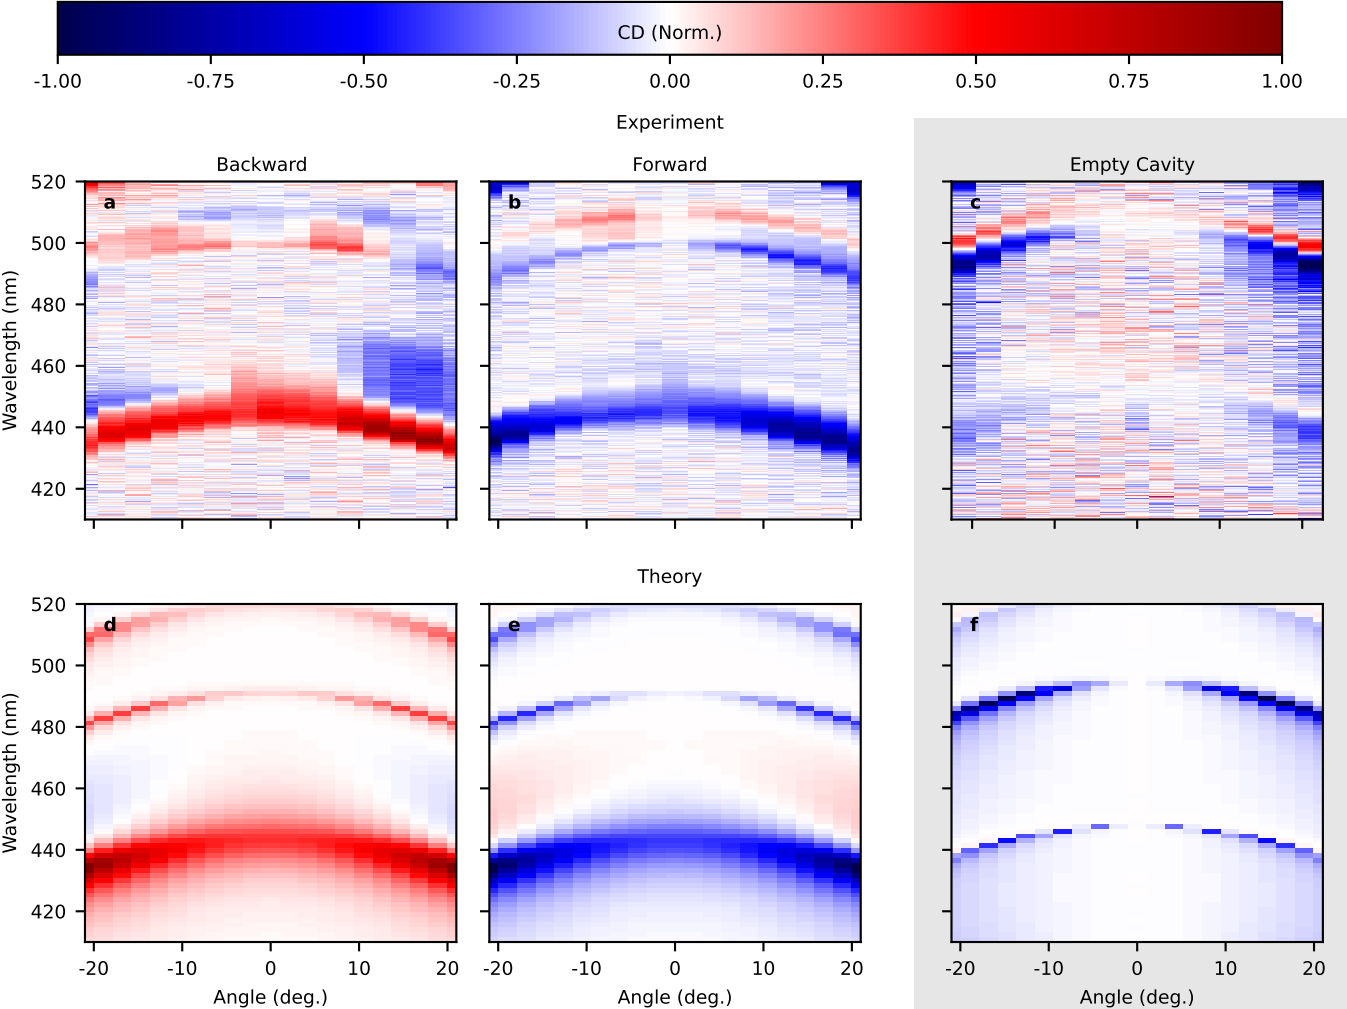 CD (Norm.)
-1.00 -0.75 -0.50 -0.25 0.00 0.25 0.50 0.75 1.00
Experiment
Backward Forward Empty Cavity
a b c
520
500
480
460
440
420
Wavelength (nm)
Theory
d e f
520
500
480
460
440
420
Wavelength (nm)
-20 -10 0 10 20 -20 -10 0 10 20 -20 -10 0 10 20
Angle (deg.) Angle (deg.) Angle (deg.)